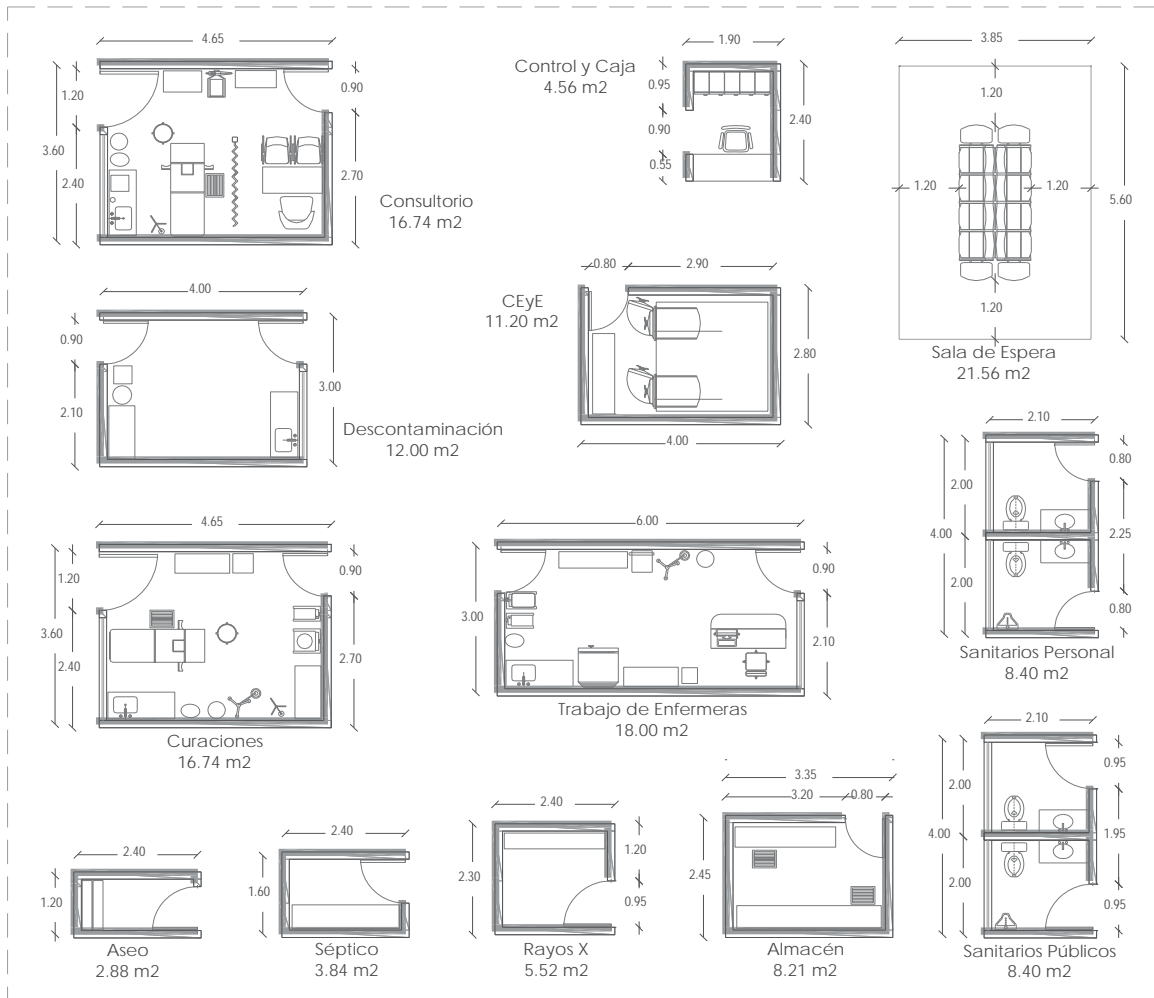 4.65
1.20
3.60
2.40
0.90
2.70
Consultorio
16.74 m2
1.90
Control y Caja
4.56 m2
0.95
0.90
0.55
2.40
3.85
1.20
1.20
1.20
1.20
5.60
Sala de Espera
21.56 m2
4.00
0.90
2.10
3.00
Descontaminación
12.00 m2
0.80
2.90
CEyE
11.20 m2
2.80
4.00
2.10
2.00
4.00
2.00
0.80
2.25
0.80
Sanitarios Personal
8.40 m2
4.65
1.20
3.60
2.40
0.90
2.70
Curaciones
16.74 m2
6.00
3.00
0.90
2.10
Trabajo de Enfermeras
18.00 m2
2.10
2.00
4.00
2.00
0.95
1.95
0.95
Sanitarios Públicos
8.40 m2
2.40
1.20
Aseo
2.88 m2
2.40
1.60
Séptico
3.84 m2
2.40
2.30
1.20
0.95
Rayos X
5.52 m2
3.35
3.20
0.80
2.45
Almacén
8.21 m2